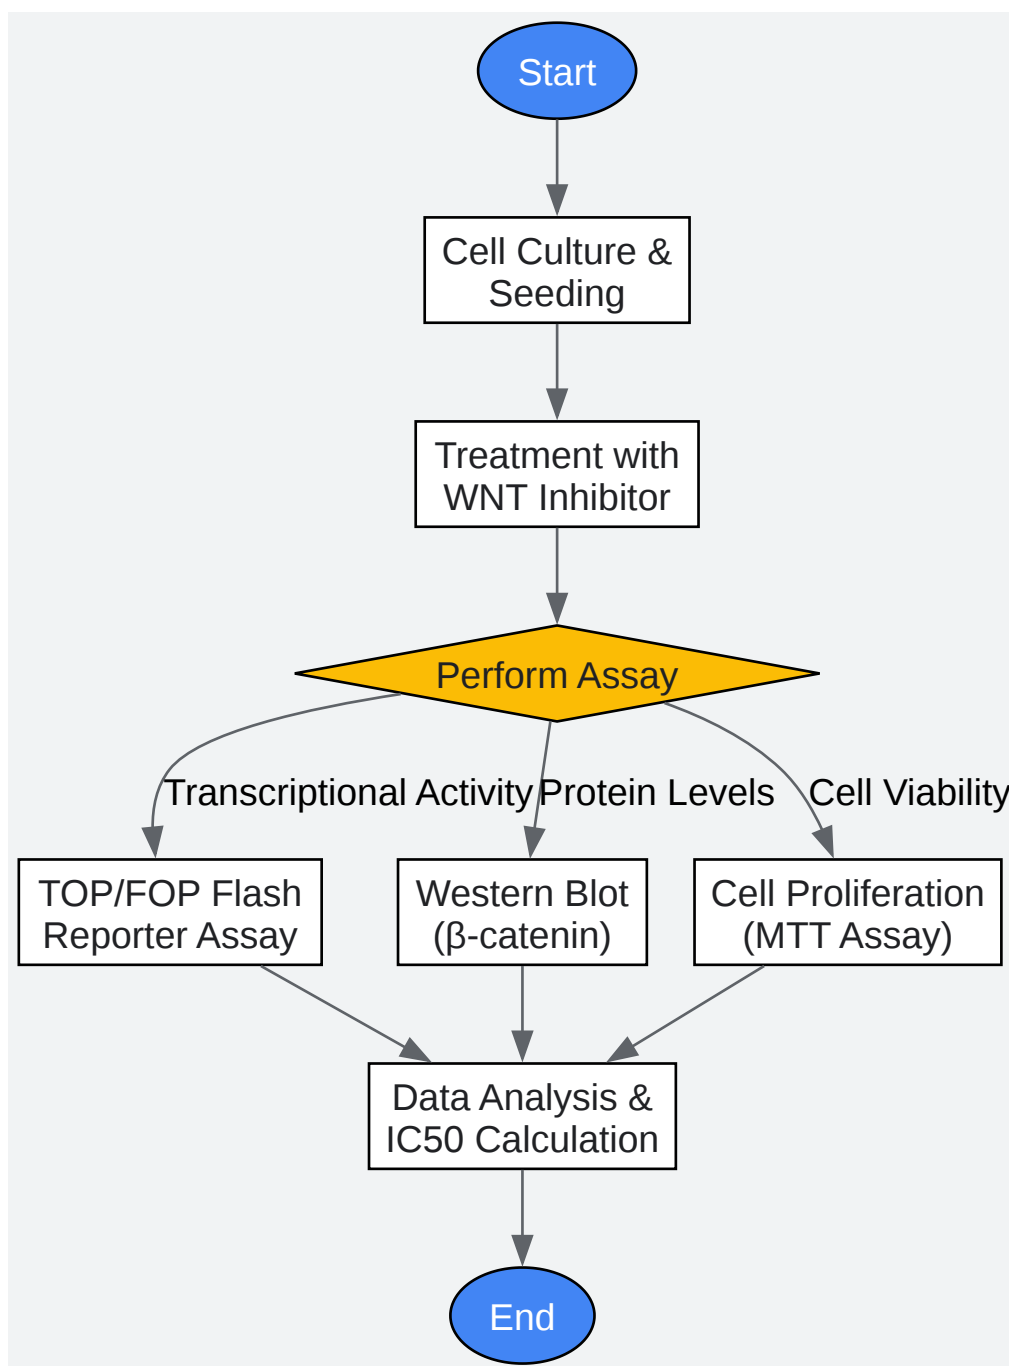 Start
Cell Culture &
Seeding
Treatment with
WNT Inhibitor
Perform Assay
Transcriptional Activity
Protein Levels
Cell Viability
TOP/FOP Flash
Reporter Assay
Western Blot
(β-catenin)
Cell Proliferation
(MTT Assay)
Data Analysis &
IC50 Calculation
End